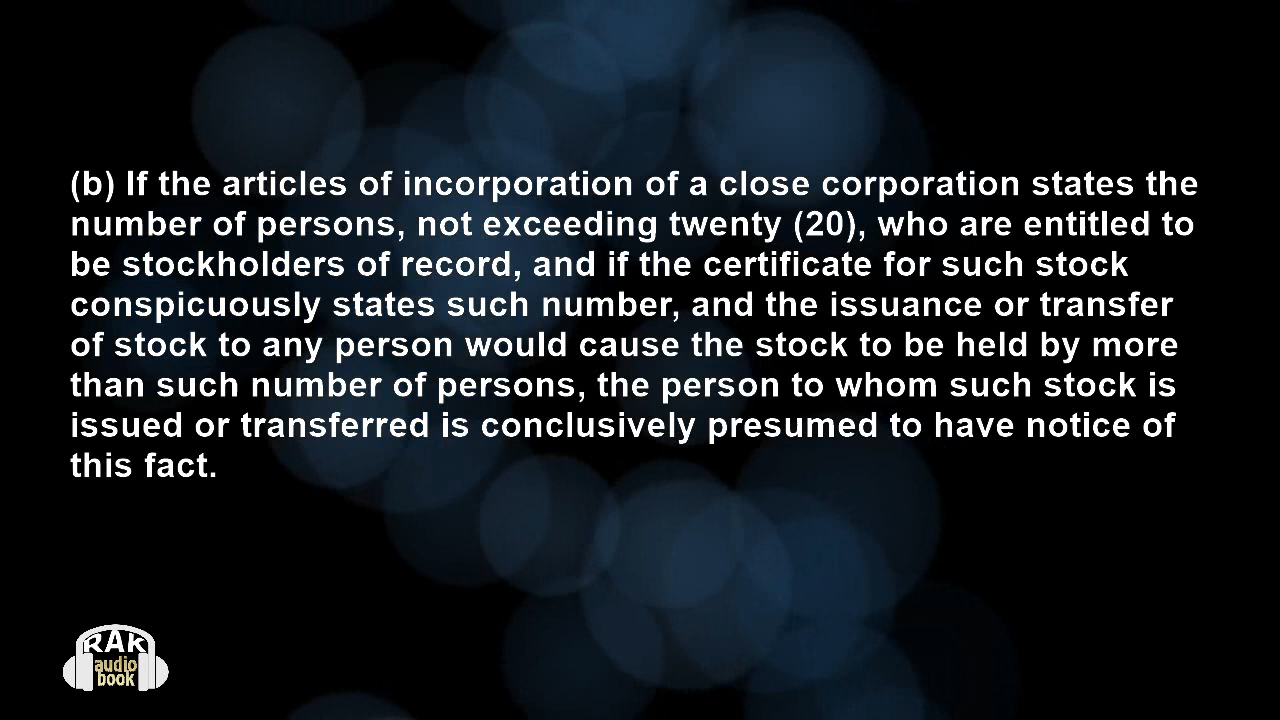 (b) If the articles of incorporation of a close corporation states the
number of persons, not exceeding twenty (20), who are entitled to
be stockholders of record, and if the certificate for such stock
conspicuously states such number, and the issuance or transfer
of stock to any person would cause the stock to be held by more
than such number of persons, the person to whom such stock is
issued or transferred is conclusively presumed to have notice of
this fact.
RAK
audio
book